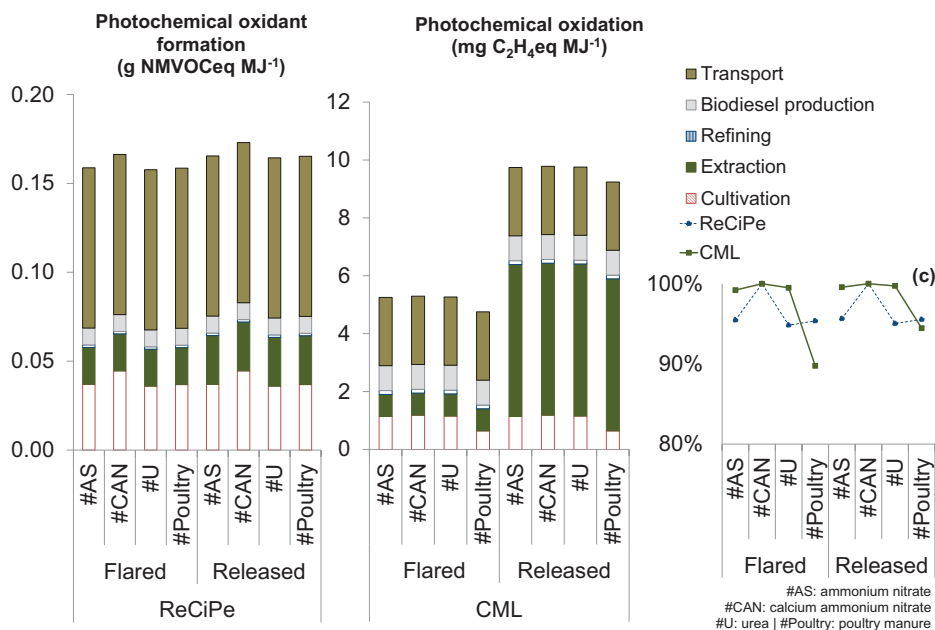 Photochemical oxidant
formation
(g NMVOCeq MJ⁻¹)
0.20
0.15
0.10
0.05
0.00
#AS
#CAN
#U
#Poultry
#AS
#CAN
#U
#Poultry
Flared
Released
ReCiPe
Photochemical oxidation
(mg C₂H₄eq MJ⁻¹)
12
10
8
6
4
2
0
#AS
#CAN
#U
#Poultry
#AS
#CAN
#U
#Poultry
Flared
Released
CML
Transport
Biodiesel production
Refining
Extraction
Cultivation
ReCiPe
CML
(c)
100%
90%
80%
#AS
#CAN
#U
#Poultry
#AS
#CAN
#U
#Poultry
Flared
Released
#AS: ammonium nitrate
#CAN: calcium ammonium nitrate
#U: urea | #Poultry: poultry manure